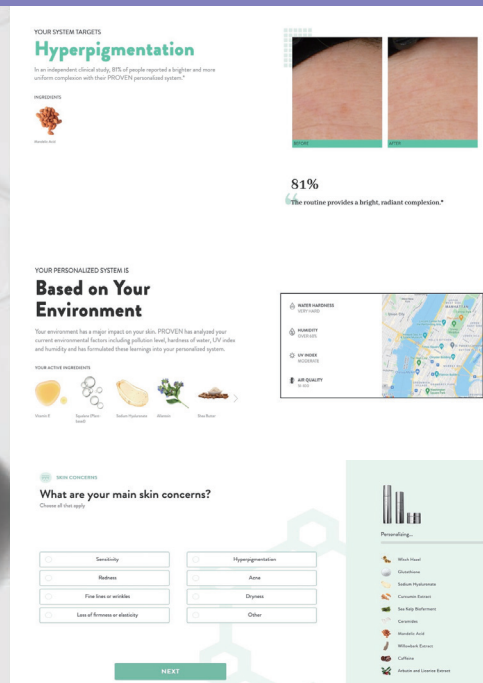 YOUR SYSTEM TARGETS
Hyperpigmentation
In an independent clinical study, 81% of people reported a brighter and more
uniform complexion with their PROVEN personalized system.*
INGREDIENTS
Mandelic Acid
BEFORE
AFTER
81%
The routine provides a bright, radiant complexion.*
YOUR PERSONALIZED SYSTEM IS
Based on Your
Environment
Your environment has a major impact on your skin. PROVEN has analyzed your
current environmental factors including pollution level, hardness of water, UV index
and humidity and has formulated these learnings into your personalized system.
YOUR ACTIVE INGREDIENTS
Vitamin E
Squalane (Plant-
based)
Sodium Hyaluronate
Allantoin
Shea Butter
WATER HARDNESS
VERY HARD
HUMIDITY
UV INDEX
MODERATE
AIR QUALITY
MANHATTAN
SKIN CONCERNS
What are your main skin concerns?
Choose all that apply
Sensitivity
Hyperpigmentation
Redness
Acne
Fine lines or wrinkles
Dryness
Loss of firmness or elasticity
Other
NEXT
Personalizing...
Witch Hazel
Glutathione
Sodium Hyaluronate
Curcumin Extract
Sea Kelp Bioferment
Ceramides
Mandelic Acid
Willowbark Extract
Caffeine
Arbutin and Licorice Extract